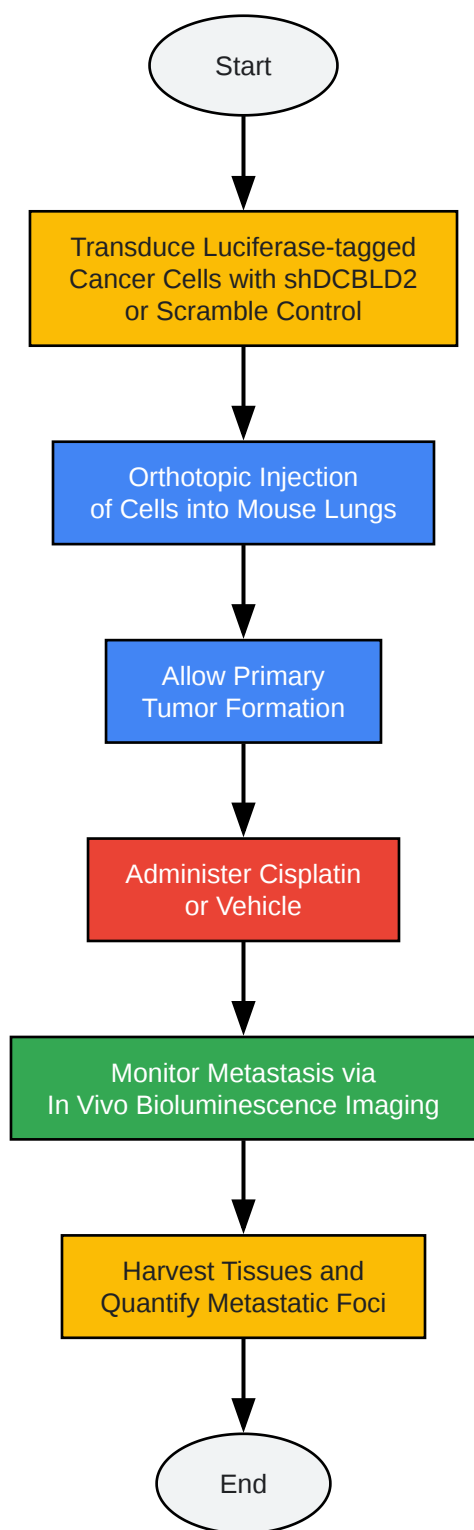 Start
Transduce Luciferase-tagged
Cancer Cells with shDCBLD2
or Scramble Control
Orthotopic Injection
of Cells into Mouse Lungs
Allow Primary
Tumor Formation
Administer Cisplatin
or Vehicle
Monitor Metastasis via
In Vivo Bioluminescence Imaging
Harvest Tissues and
Quantify Metastatic Foci
End